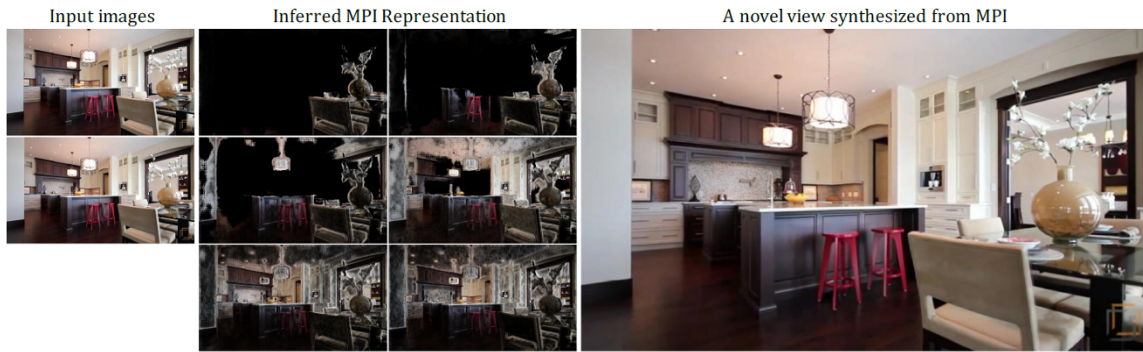 Input images
Inferred MPI Representation
A novel view synthesized from MPI